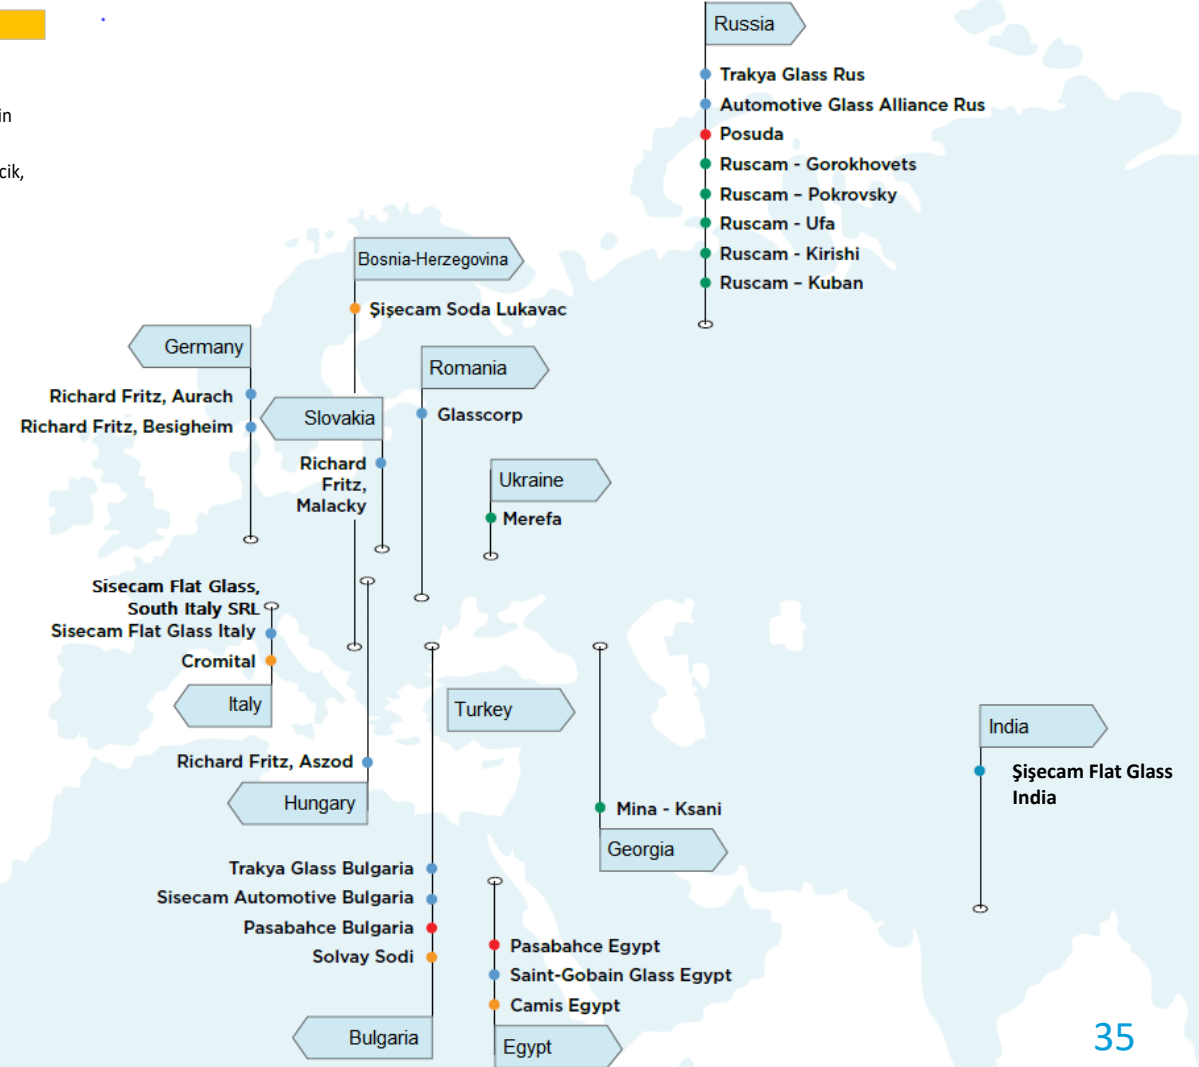 in
cik,
Russia
Trakya Glass Rus
Automotive Glass Alliance Rus
Posuda
Ruscam - Gorokhovets
Ruscam – Pokrovsky
Ruscam - Ufa
Ruscam - Kirishi
Ruscam – Kuban
Bosnia-Herzegovina
Şişecam Soda Lukavac
Germany
Richard Fritz, Aurach
Richard Fritz, Besigheim
Slovakia
Richard
Fritz,
Malacky
Romania
Glasscorp
Ukraine
Merefa
Sisecam Flat Glass,
South Italy SRL
Sisecam Flat Glass Italy
Cromital
Italy
Turkey
Richard Fritz, Aszod
Hungary
Mina - Ksani
Georgia
India
Şişecam Flat Glass
India
Trakya Glass Bulgaria
Sisecam Automotive Bulgaria
Pasabahce Bulgaria
Solvay Sodi
Bulgaria
Pasabahce Egypt
Saint-Gobain Glass Egypt
Camis Egypt
Egypt
35